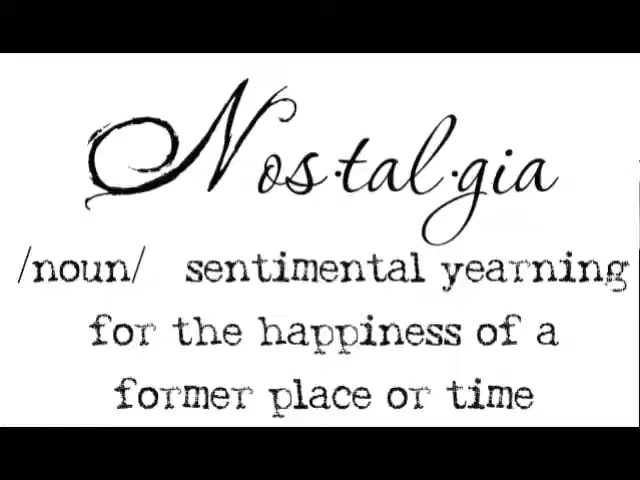 Nos·tal·gia
/noun/ sentimental yearning
for the happiness of a
former place or time